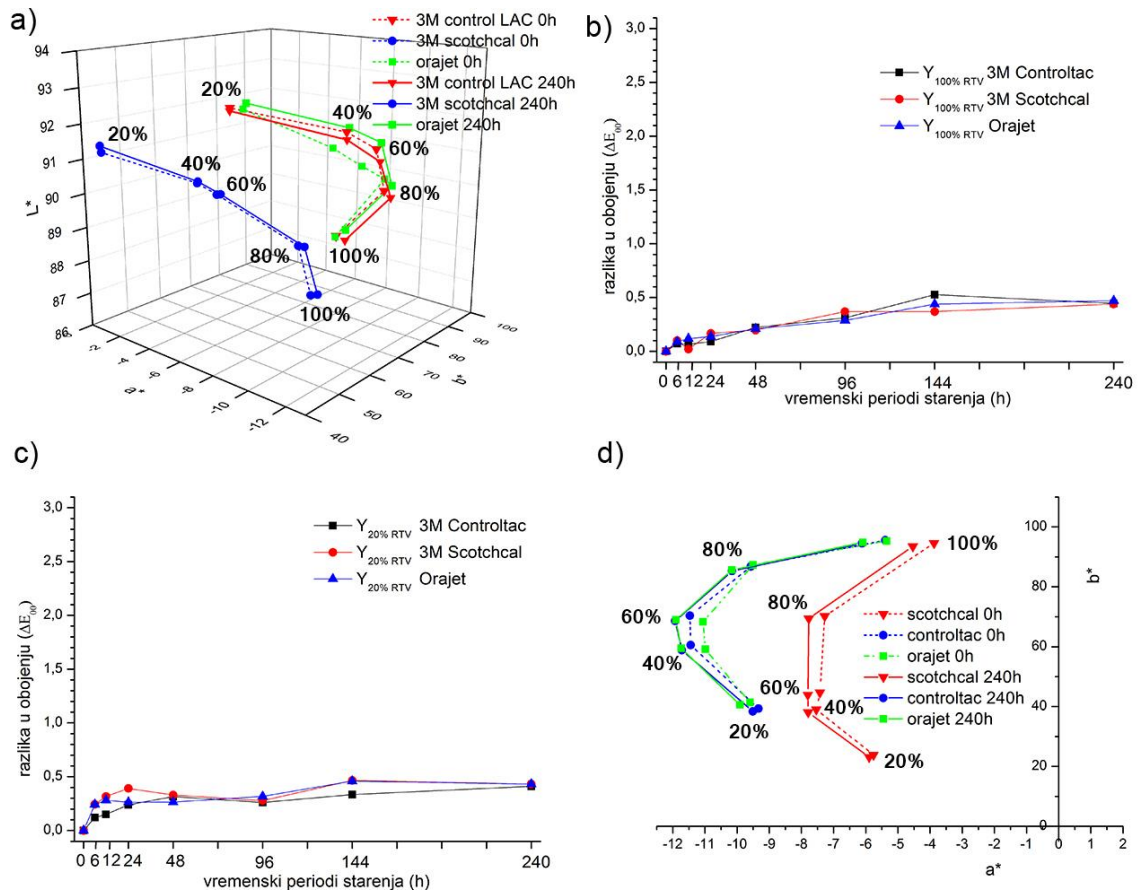 a)
3M control LAC 0h
3M scotchcal 0h
orajet 0h
3M control LAC 240h
3M scotchcal 240h
orajet 240h
94
93
92
91
90
89
88
87
86
L*
20%
40%
60%
80%
100%
20%
40%
60%
80%
100%
-2
-4
-6
-8
-10
-12
a*
40
50
60
70
80
90
100
b*
b)
Y100% RTV 3M Controltac
Y100% RTV 3M Scotchcal
Y100% RTV Orajet
3,0
2,5
2,0
1,5
1,0
0,5
0,0
razlika u obojenju (ΔE00)
0 6 12 24 48 96 144 240
vremenski periodi starenja (h)
c)
Y20% RTV 3M Controltac
Y20% RTV 3M Scotchcal
Y20% RTV Orajet
3,0
2,5
2,0
1,5
1,0
0,5
0,0
razlika u obojenju (ΔE00)
0 6 12 24 48 96 144 240
vremenski periodi starenja (h)
d)
100%
80%
60%
40%
20%
80%
60%
40%
20%
scotchcal 0h
controltac 0h
orajet 0h
scotchcal 240h
controltac 240h
orajet 240h
100
80
60
40
20
0
b*
-12 -11 -10 -9 -8 -7 -6 -5 -4 -3 -2 -1 0 1 2
a*